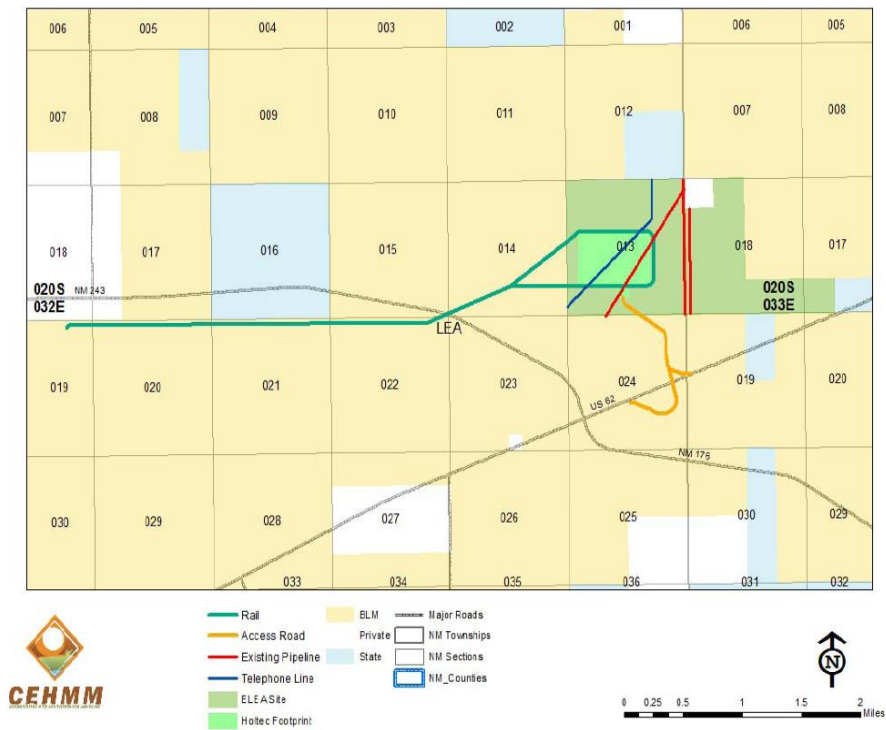 006 005 004 003 002 001 006 005
007 008 009 010 011 012 007 008
018 017 016 015 014 013 018 017
020S NM 243
032E
020S
033E
LEA
019 020 021 022 023 024 019 020
US 62
NM 176
030 029 028 027 026 025 030 029
033 034 035 036 031 032
Rail BLM Major Roads
Access Road Private NM Townships
Existing Pipeline State NM Sections
Telephone Line NM_Counties
ELEASite
Holtec Footprint
CEHMM
N
0 0.25 0.5 1 1.5 2
Miles